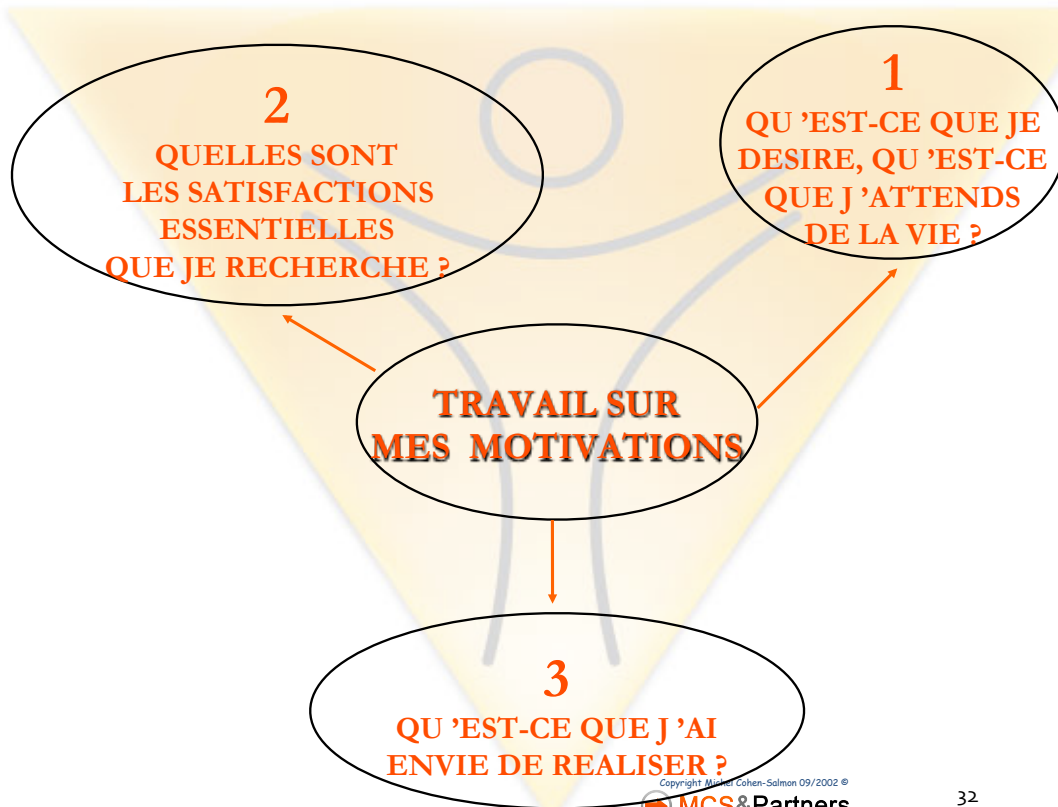 1
QU ’EST-CE QUE JE
DESIRE, QU ’EST-CE
QUE J ’ATTENDS
DE LA VIE ?
2
QUELLES SONT
LES SATISFACTIONS
ESSENTIELLES
QUE JE RECHERCHE ?
TRAVAIL SUR
MES MOTIVATIONS
3
QU ’EST-CE QUE J ’AI
ENVIE DE REALISER ?
Copyright Michel Cohen-Salmon 09/2002 ©
MCS&Partners
32